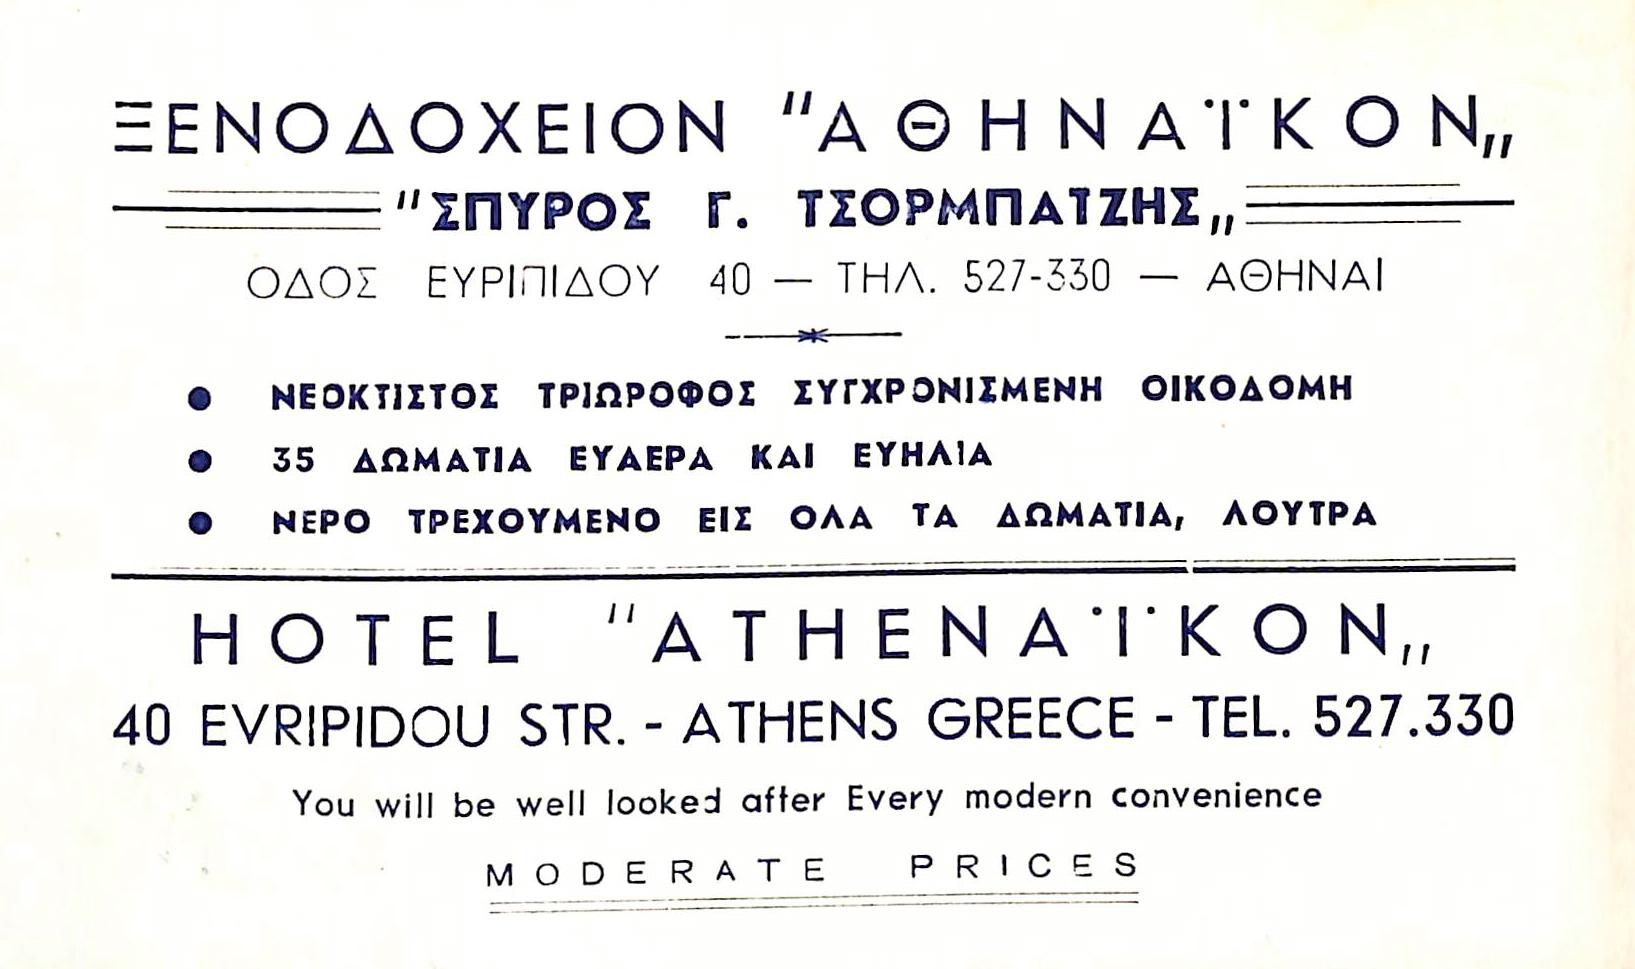 ΞΕΝΟΔΟΧΕΙΟΝ "ΑΘΗΝΑΪΚΟΝ„
"ΣΠΥΡΟΣ Γ. ΤΣΟΡΜΠΑΤΖΗΣ„
ΟΔΟΣ ΕΥΡΙΠΙΔΟΥ 40 — ΤΗΛ. 527-330 — ΑΘΗΝΑΙ
● ΝΕΟΚΤΙΣΤΟΣ ΤΡΙΩΡΟΦΟΣ ΣΥΓΧΡΟΝΙΣΜΕΝΗ ΟΙΚΟΔΟΜΗ
● 35 ΔΩΜΑΤΙΑ ΕΥΑΕΡΑ ΚΑΙ ΕΥΗΛΙΑ
● ΝΕΡΟ ΤΡΕΧΟΥΜΕΝΟ ΕΙΣ ΟΛΑ ΤΑ ΔΩΜΑΤΙΑ, ΛΟΥΤΡΑ
HOTEL "ATHENAÏKON„
40 EVRIPIDOU STR. - ATHENS GREECE - TEL. 527.330
You will be well looked after Every modern convenience
MODERATE PRICES